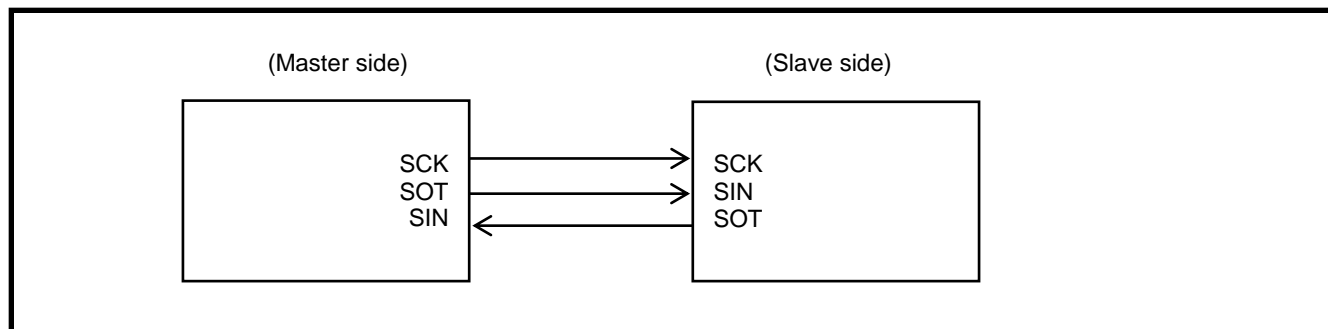 (Master side) (Slave side)
SCK SCK
SOT SIN
SIN SOT